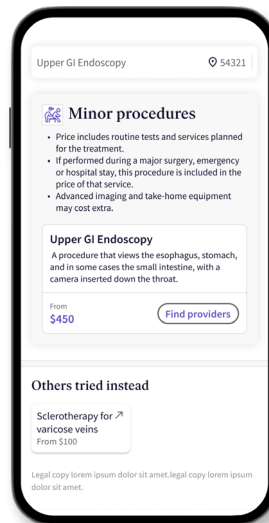 Upper GI Endoscopy 54321
Minor procedures
• Price includes routine tests and services planned
for the treatment.
• If performed during a major surgery, emergency
or hospital stay, this procedure is included in the
price of that service.
• Advanced imaging and take-home equipment
may cost extra.
Upper GI Endoscopy
A procedure that views the esophagus, stomach,
and in some cases the small intestine, with a
camera inserted down the throat.
From
$450
Find providers
Others tried instead
Sclerotherapy for
varicose veins
From $100
Legal copy lorem ipsum dolor sit amet.legal copy lorem ipsum
dolor sit amet.